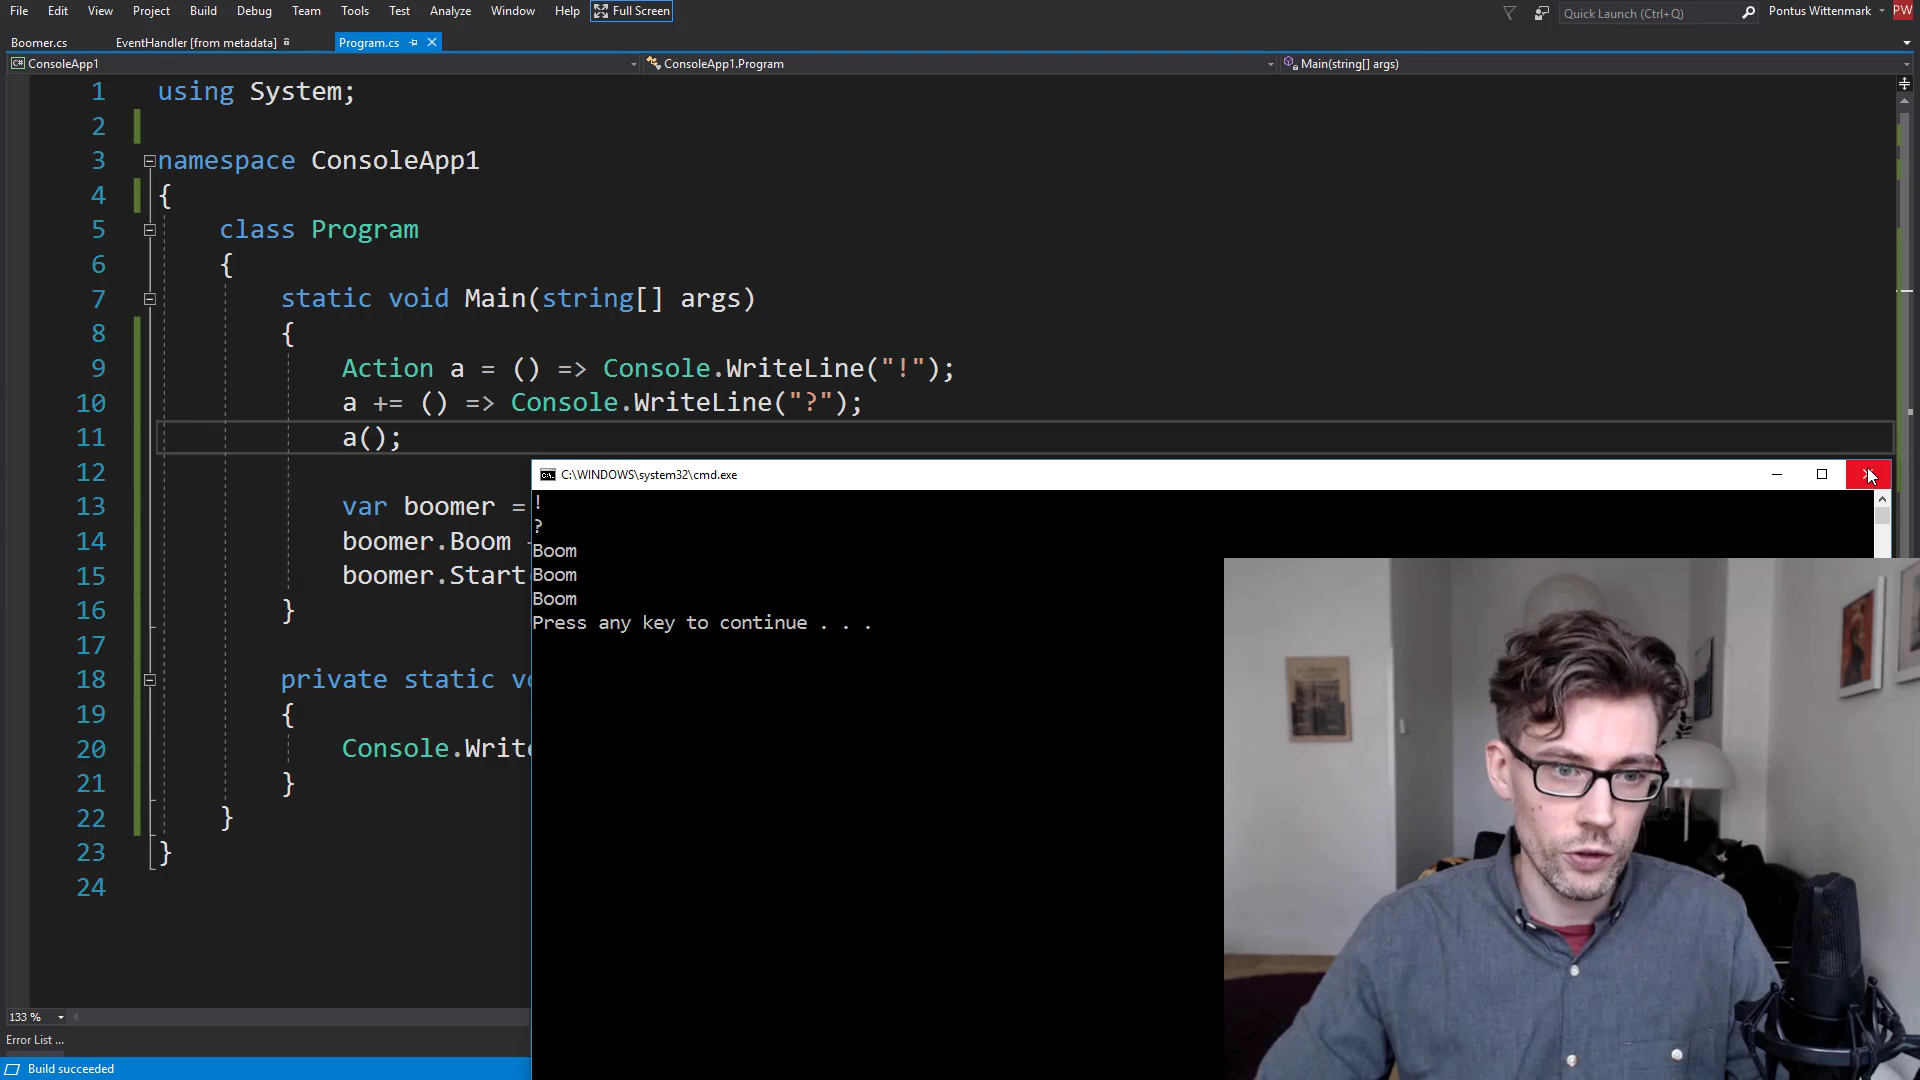 File Edit View Project Build Debug Team Tools Test Analyze Window Help Full Screen Quick Launch (Ctrl+Q) Pontus Wittenmark PW
Boomer.cs EventHandler [from metadata] Program.cs
C# ConsoleApp1 ConsoleApp1.Program Main(string[] args)
1 using System;
2
3 namespace ConsoleApp1
4 {
5 class Program
6 {
7 static void Main(string[] args)
8 {
9 Action a = () => Console.WriteLine("!");
10 a += () => Console.WriteLine("?");
11 a();
12
13 var boomer =
14 boomer.Boom
15 boomer.Start
16 }
17
18 private static vo
19 {
20 Console.Write
21 }
22 }
23 }
24
C:\WINDOWS\system32\cmd.exe
!
?
Boom
Boom
Boom
Press any key to continue . . .
133 %
Error List ...
Build succeeded